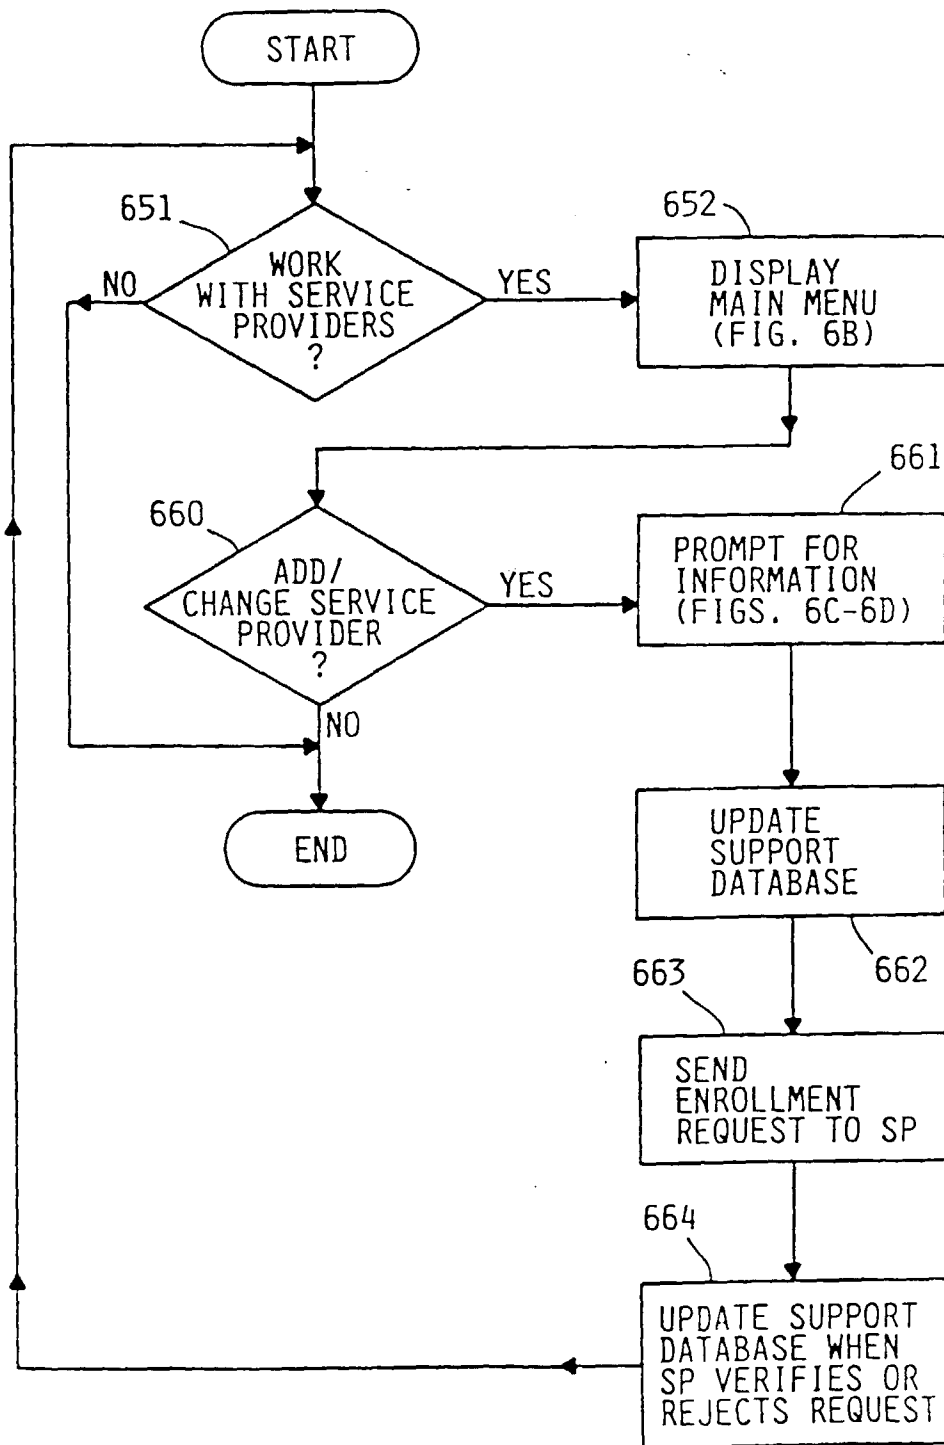 START
651
WORK
WITH SERVICE
PROVIDERS
?
NO
YES
652
DISPLAY
MAIN MENU
(FIG. 6B)
660
ADD/
CHANGE SERVICE
PROVIDER
?
YES
NO
661
PROMPT FOR
INFORMATION
(FIGS. 6C-6D)
END
UPDATE
SUPPORT
DATABASE
662
663
SEND
ENROLLMENT
REQUEST TO SP
664
UPDATE SUPPORT
DATABASE WHEN
SP VERIFIES OR
REJECTS REQUEST